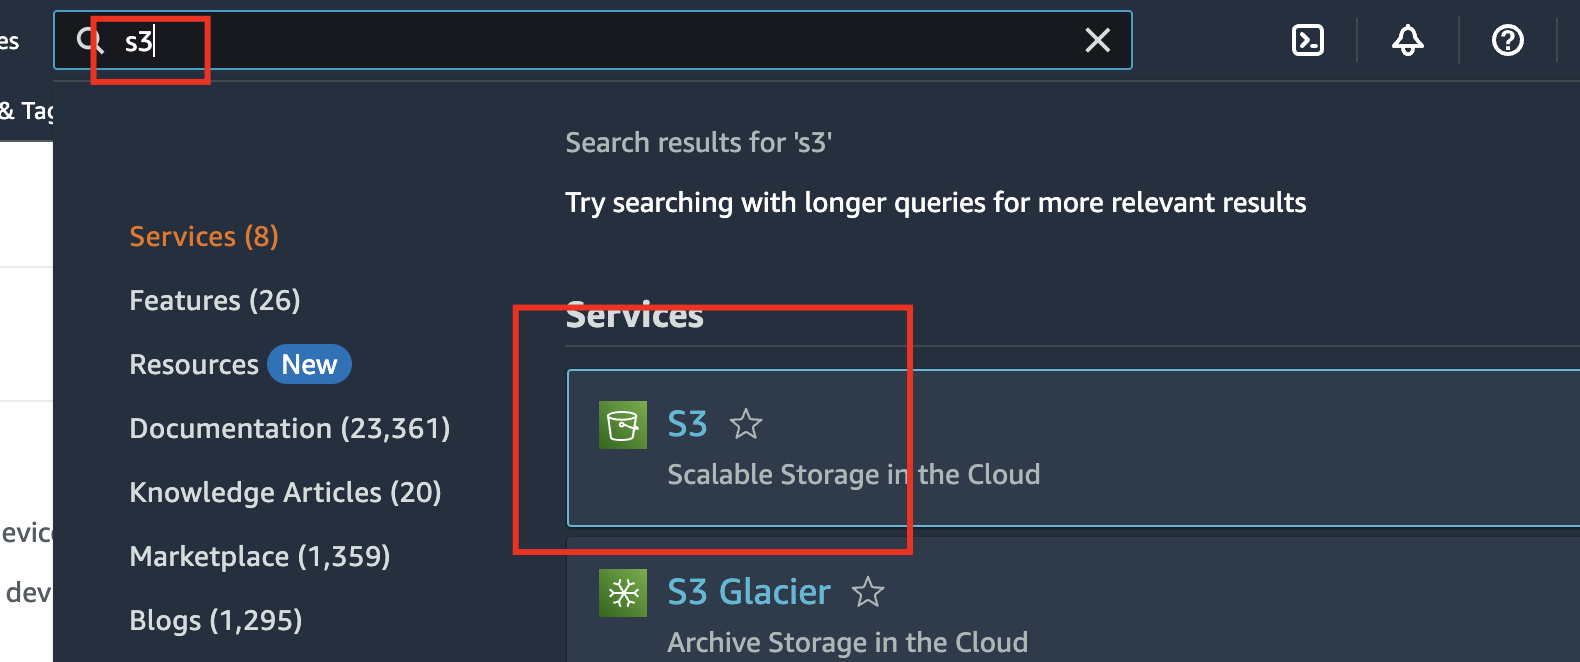 s3
& Tag
Search results for 's3'
Try searching with longer queries for more relevant results
Services (8)
Features (26)
Resources New
Documentation (23,361)
Knowledge Articles (20)
Marketplace (1,359)
Blogs (1,295)
Services
S3
Scalable Storage in the Cloud
S3 Glacier
Archive Storage in the Cloud
es
evic
dev